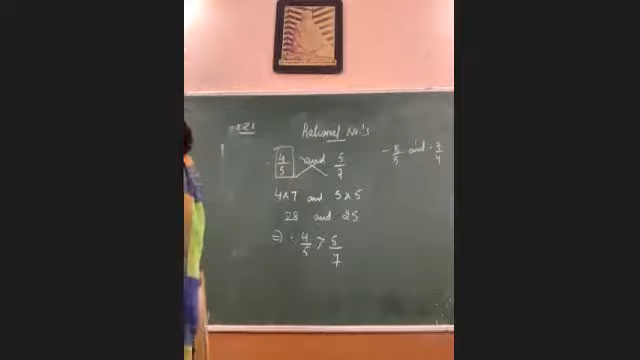 Rational No.'s
4/5 and 5/7
4×7 and 5×5
28 and 25
⇒ 4/5 > 5/7
-8/5 and -3/4